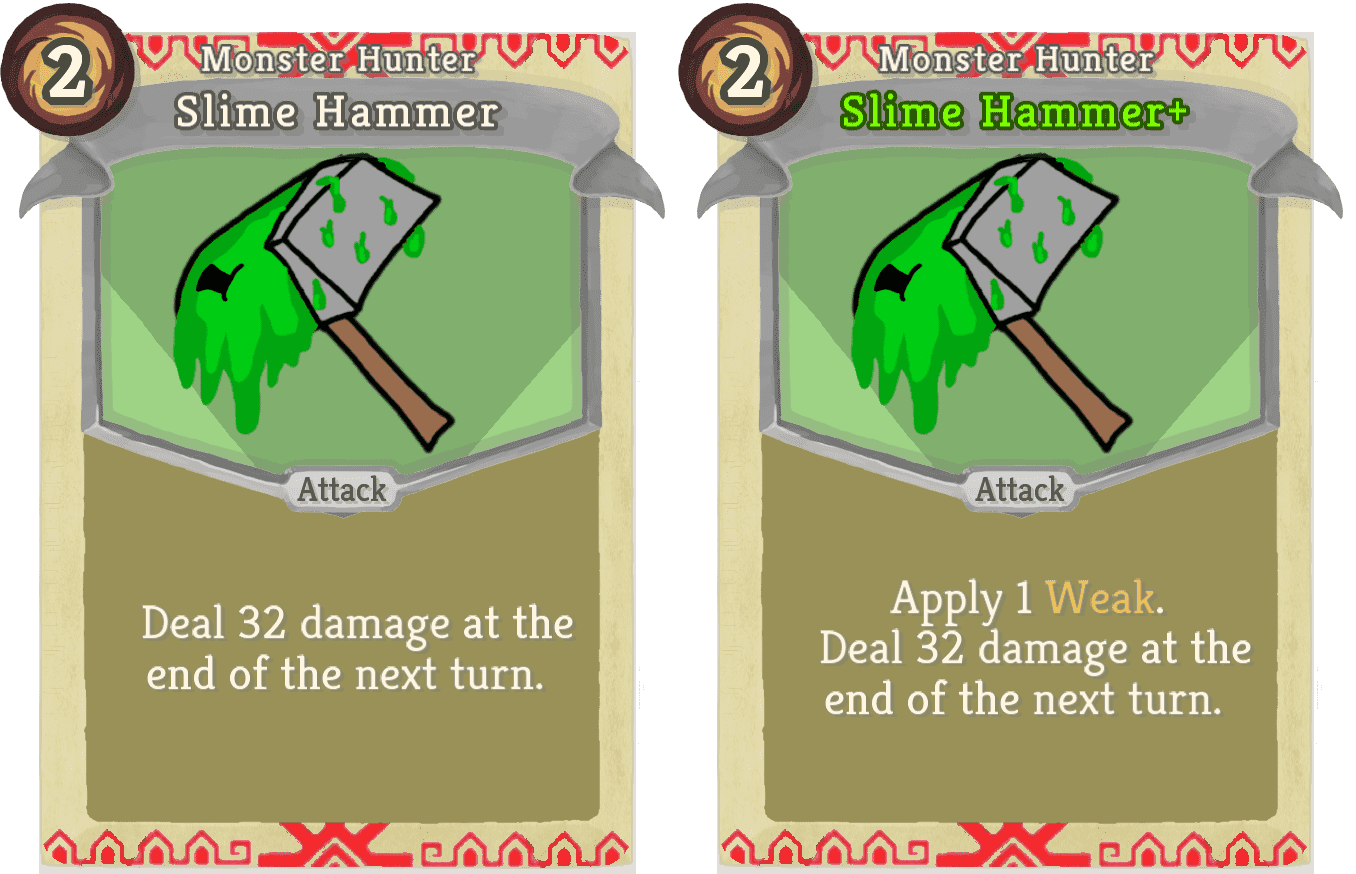 2
Monster Hunter
Slime Hammer
Attack
Deal 32 damage at the
end of the next turn.
2
Monster Hunter
Slime Hammer+
Attack
Apply 1 Weak.
Deal 32 damage at the
end of the next turn.